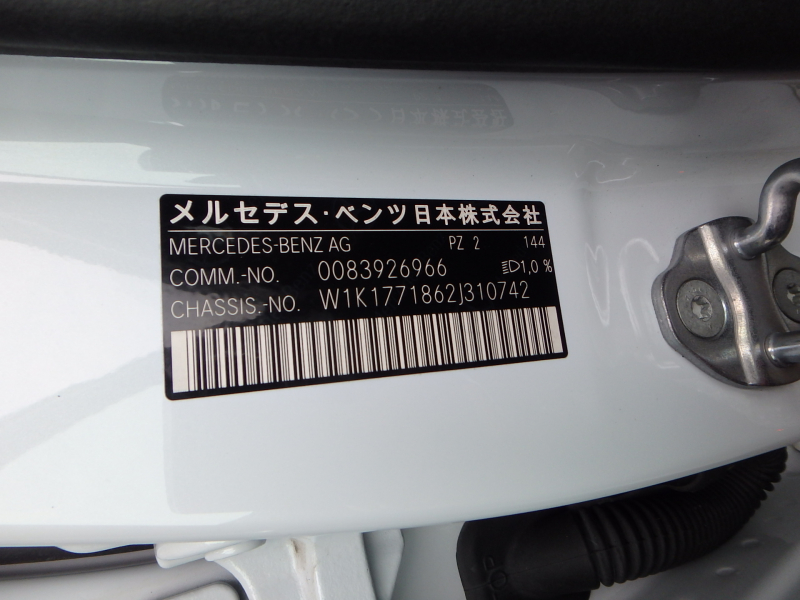 メルセデス・ベンツ日本株式会社
MERCEDES-BENZ AG PZ 2 144
COMM.-NO. 0083926966 1,0 %
CHASSIS.-NO. W1K1771862J310742